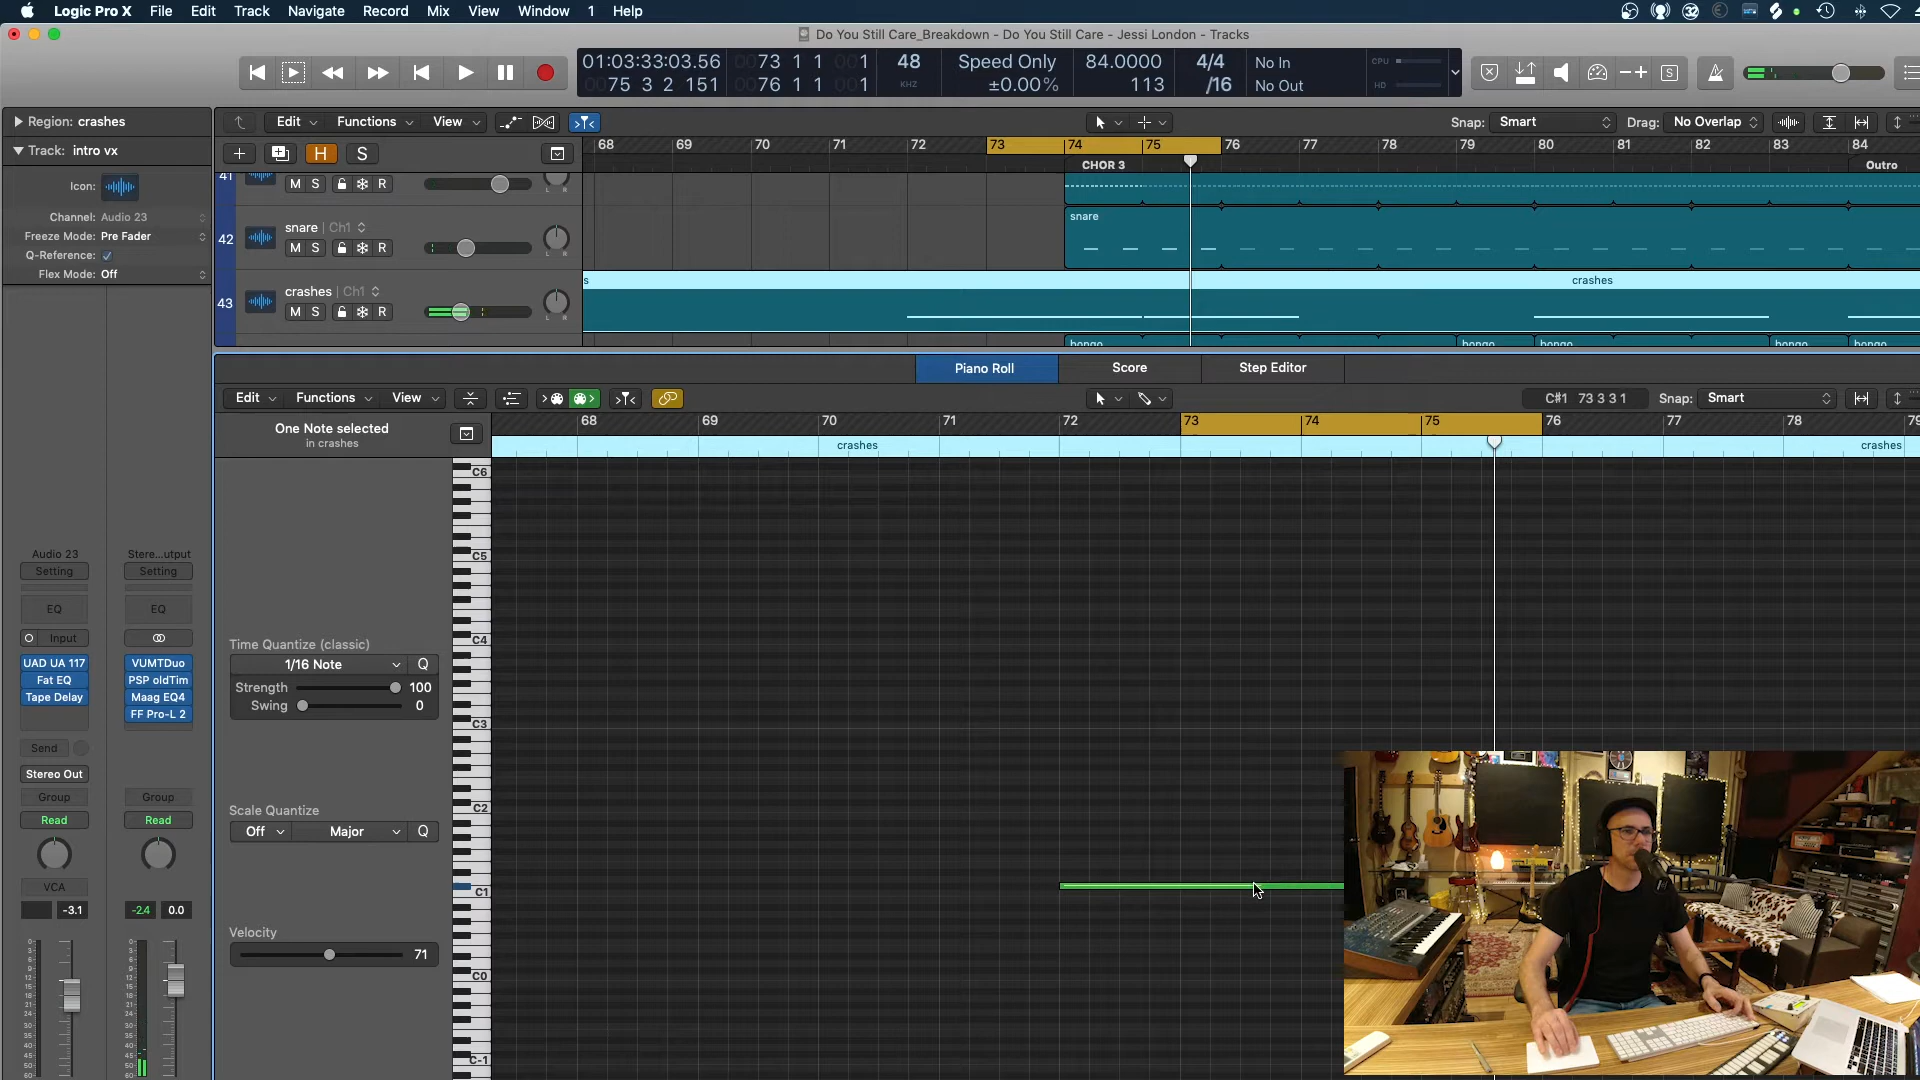 Logic Pro X File Edit Track Navigate Record Mix View Window 1 Help
Do You Still Care_Breakdown - Do You Still Care - Jessi London - Tracks
01:03:33:03.56 0073 1 1 001 48 Speed Only 84.0000 4/4 No In CPU
0075 3 2 151 0076 1 1 001 KHZ ±0.00% 113 /16 No Out HD
Region: crashes Edit Functions View Snap: Smart Drag: No Overlap
Track: intro vx H S 68 69 70 71 72 73 74 75 76 77 78 79 80 81 82 83 84
CHOR 3 Outro
Icon: 41 M S R
Channel: Audio 23
Freeze Mode: Pre Fader
Q-Reference:
Flex Mode: Off
42 snare | Ch1 snare
M S R L R
43 crashes | Ch1 s crashes
M S R L R
bongo bongo bongo bongo bongo
Piano Roll Score Step Editor
Edit Functions View C#1 73 3 3 1 Snap: Smart
One Note selected 68 69 70 71 72 73 74 75 76 77 78 79
in crashes crashes crashes
C6
C5
C4
C3
C2
C1
C0
C-1
Time Quantize (classic)
1/16 Note Q
Strength 100
Swing 0
Scale Quantize
Off Major Q
Velocity
71
Audio 23 Stere...utput
Setting Setting
EQ EQ
Input
UAD UA 117 VUMTDuo
Fat EQ PSP oldTim
Tape Delay Maag EQ4
FF Pro-L 2
Send
Stereo Out
Group Group
Read Read
VCA
-3.1 -2.4 0.0